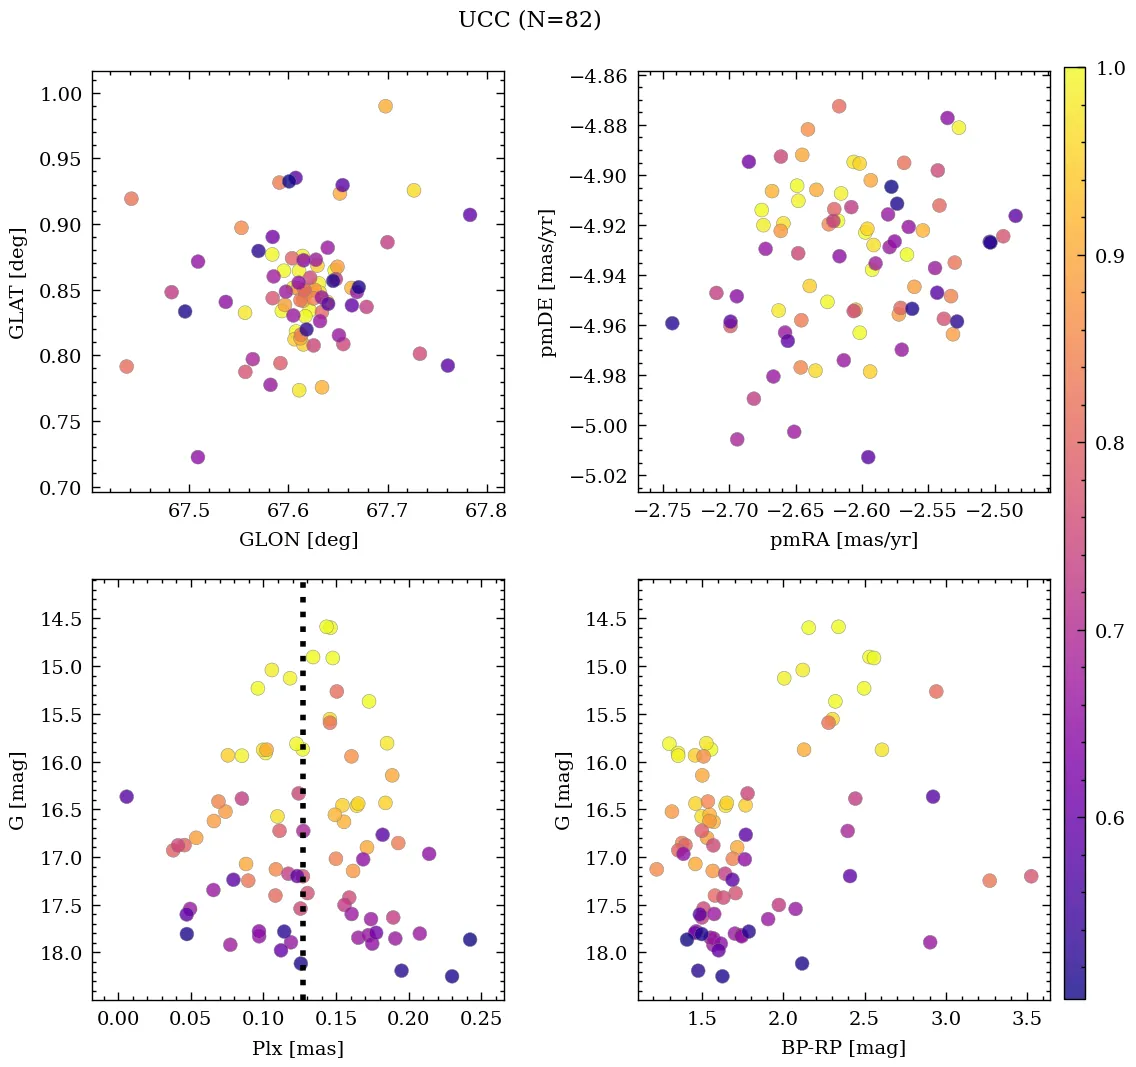 UCC (N=82)
1.00
0.95
0.90
0.85
0.80
0.75
0.70
GLAT [deg]
67.5 67.6 67.7 67.8
GLON [deg]
−4.86
−4.88
−4.90
−4.92
−4.94
−4.96
−4.98
−5.00
−5.02
pmDE [mas/yr]
−2.75 −2.70 −2.65 −2.60 −2.55 −2.50
pmRA [mas/yr]
1.0
0.9
0.8
0.7
0.6
14.5
15.0
15.5
16.0
16.5
17.0
17.5
18.0
G [mag]
0.00 0.05 0.10 0.15 0.20 0.25
Plx [mas]
14.5
15.0
15.5
16.0
16.5
17.0
17.5
18.0
G [mag]
1.5 2.0 2.5 3.0 3.5
BP-RP [mag]